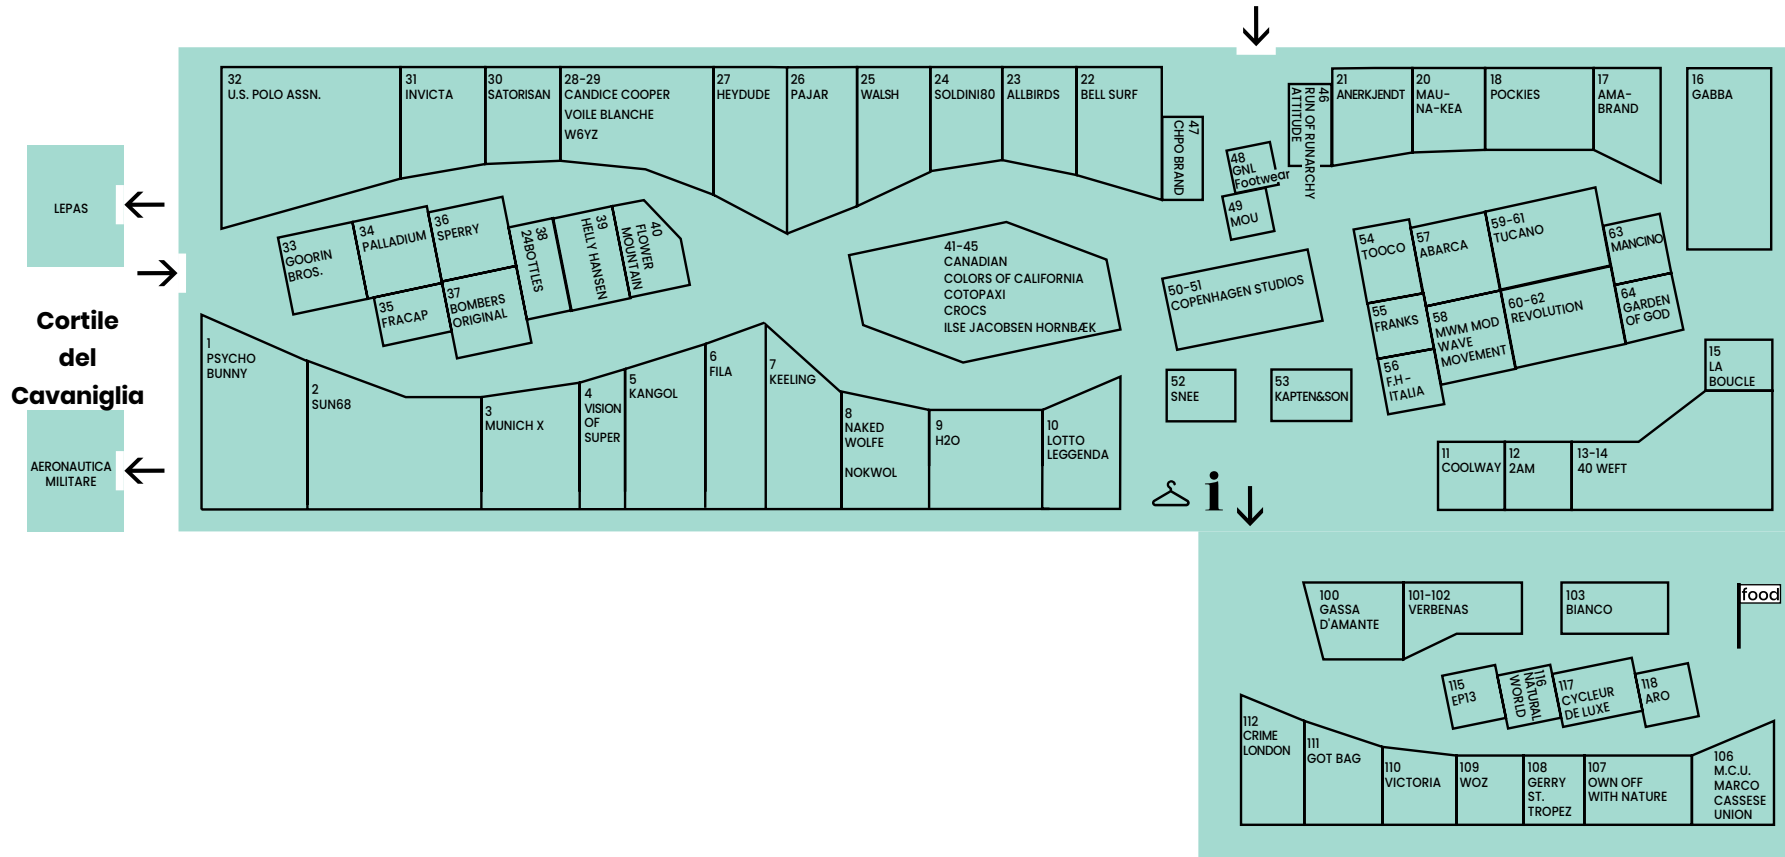 32
U.S. POLO ASSN.
31
INVICTA
30
SATORISAN
28-29
CANDICE COOPER
VOILE BLANCHE
W6YZ
27
HEYDUDE
26
PAJAR
25
WALSH
24
SOLDINI80
23
ALLBIRDS
22
BELL SURF
47
CHPO BRAND
48
GNL
Footwear
49
MOU
46
RUN OF RUNARCHY
ATTITUDE
21
ANERKJENDT
20
MAU-
NA-KEA
18
POCKIES
17
AMA-
BRAND
16
GABBA
LEPAS
Cortile
del
Cavaniglia
AERONAUTICA
MILITARE
33
GOORIN
BROS.
34
PALLADIUM
36
SPERRY
35
FRACAP
37
BOMBERS
ORIGINAL
38
24BOTTLES
39
HELLY HANSEN
40
FLOWER
MOUNTAIN
41-45
CANADIAN
COLORS OF CALIFORNIA
COTOPAXI
CROCS
ILSE JACOBSEN HORNBÆK
50-51
COPENHAGEN STUDIOS
52
SNEE
53
KAPTEN&SON
54
TOOCO
57
ABARCA
59-61
TUCANO
63
MANCINO
55
FRANKS
58
MWM MOD
WAVE
MOVEMENT
60-62
REVOLUTION
64
GARDEN
OF GOD
56
F.H-
ITALIA
1
PSYCHO
BUNNY
2
SUN68
3
MUNICH X
4
VISION
OF
SUPER
5
KANGOL
6
FILA
7
KEELING
8
NAKED
WOLFE
NOKWOL
9
H2O
10
LOTTO
LEGGENDA
i
11
COOLWAY
12
2AM
13-14
40 WEFT
15
LA
BOUCLE
100
GASSA
D'AMANTE
101-102
VERBENAS
103
BIANCO
food
115
EP13
116
NATURAL
WORLD
117
CYCLEUR
DE LUXE
118
ARO
112
CRIME
LONDON
111
GOT BAG
110
VICTORIA
109
WOZ
108
GERRY
ST.
TROPEZ
107
OWN OFF
WITH NATURE
106
M.C.U.
MARCO
CASSESE
UNION